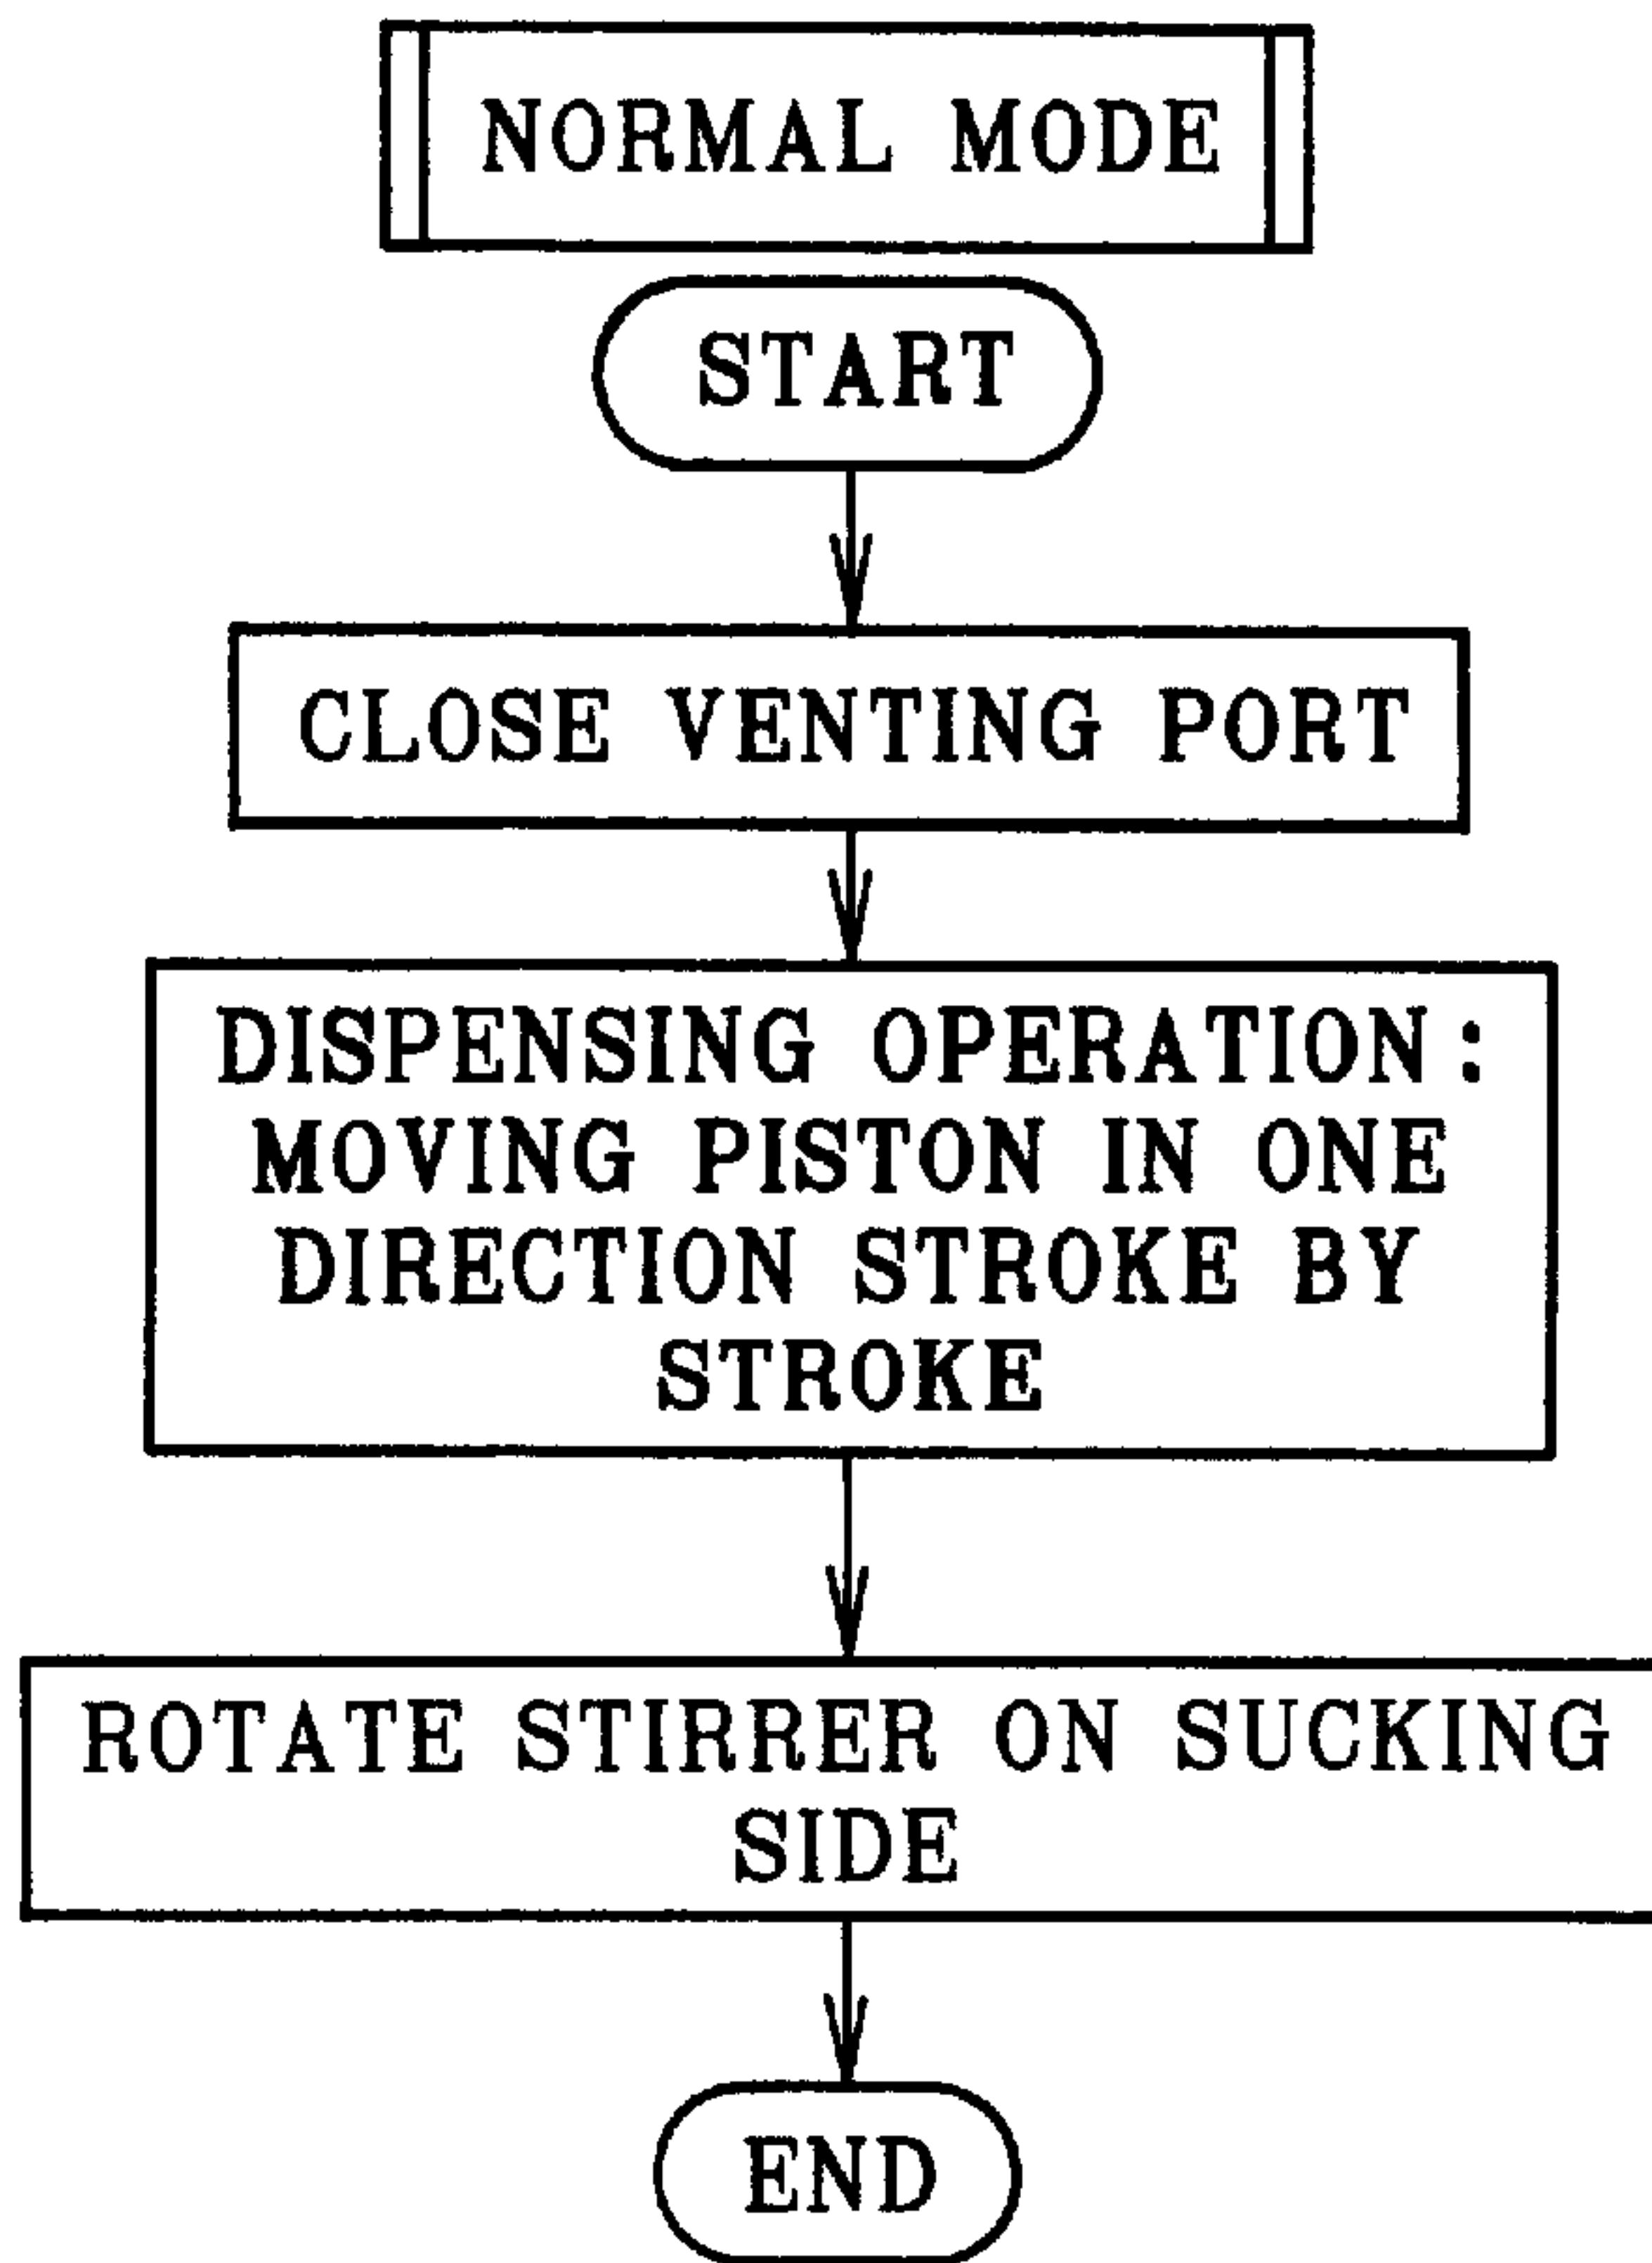 NORMAL MODE
START
CLOSE VENTING PORT
DISPENSING OPERATION:
MOVING PISTON IN ONE
DIRECTION STROKE BY
STROKE
ROTATE STIRRER ON SUCKING
SIDE
END